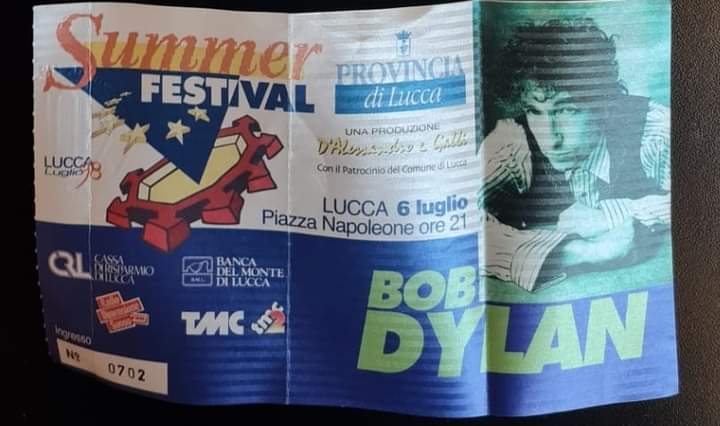 Summer
FESTIVAL
LUCCA
Luglio 98
PROVINCIA
di Lucca
UNA PRODUZIONE
D'Alessandro e Galli
Con il Patrocinio del Comune di Lucca
LUCCA 6 luglio
Piazza Napoleone ore 21
CRL
CASSA
DI RISPARMIO
DI LUCCA
BANCA
DEL MONTE
DI LUCCA
TMC
tmc2
Ingresso
Nº 0702
BOB
DYLAN